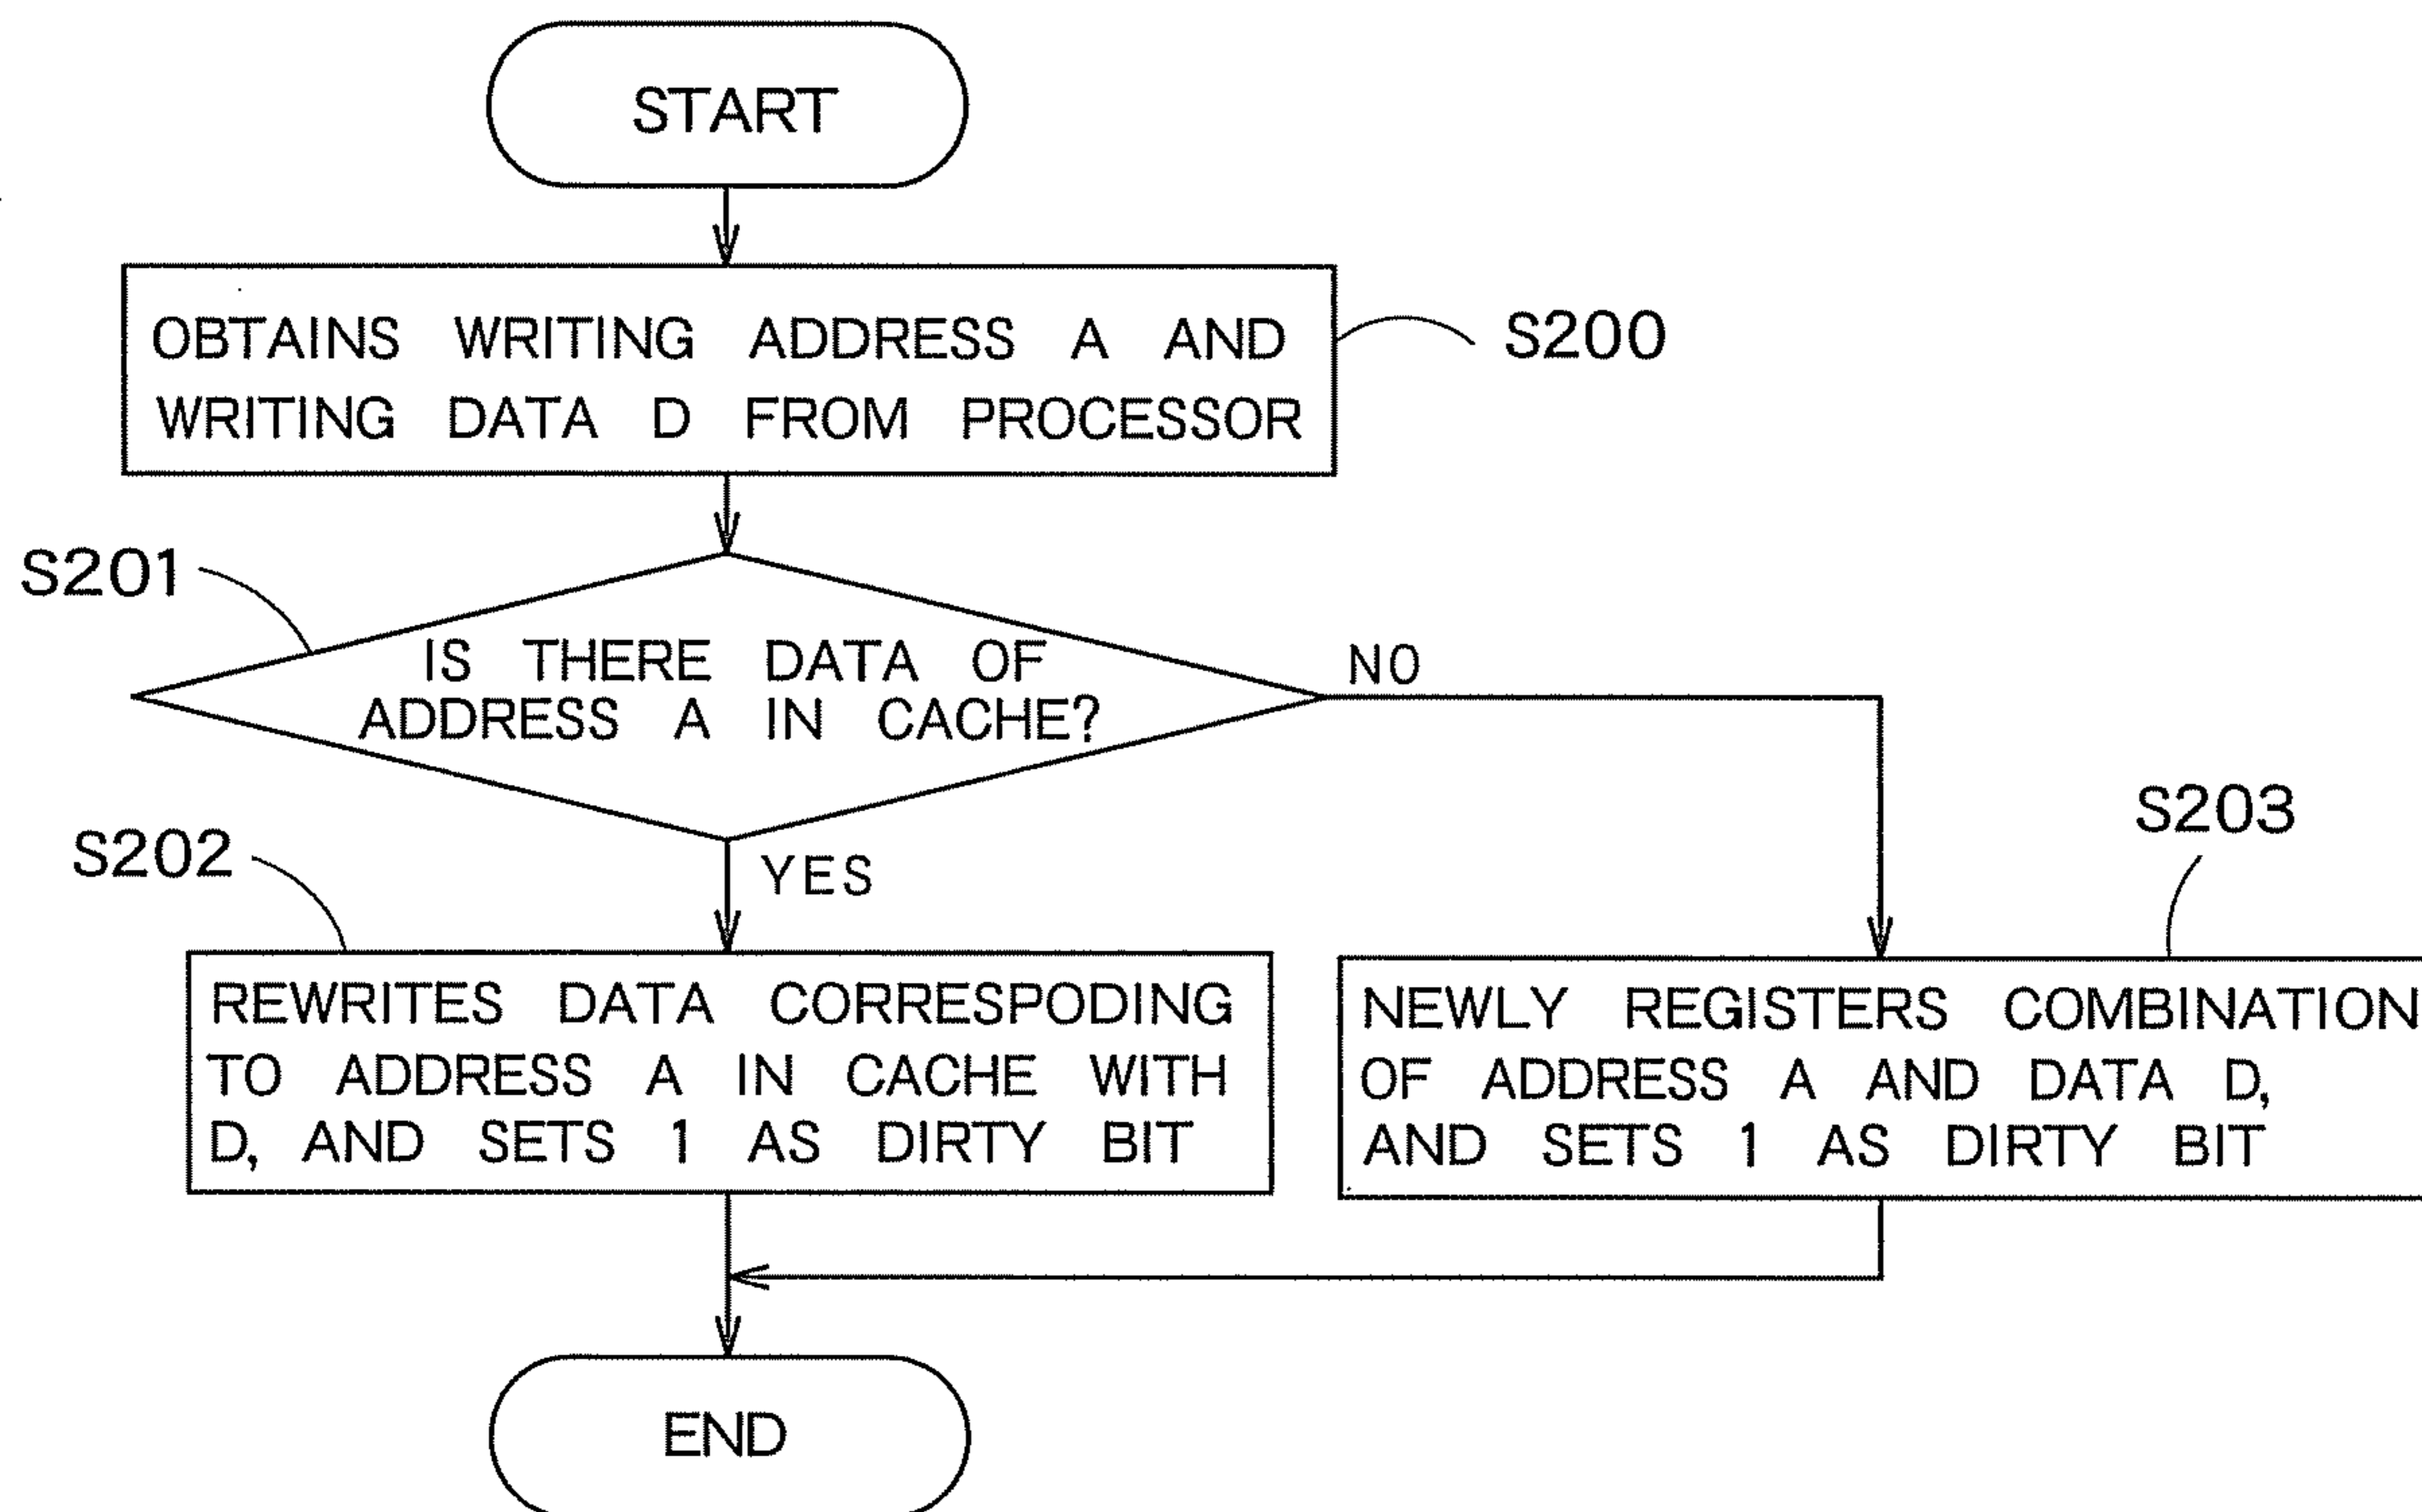 START
OBTAINS WRITING ADDRESS A AND
WRITING DATA D FROM PROCESSOR
S200
S201
IS THERE DATA OF
ADDRESS A IN CACHE?
NO
YES
S202
REWRITES DATA CORRESPODING
TO ADDRESS A IN CACHE WITH
D, AND SETS 1 AS DIRTY BIT
S203
NEWLY REGISTERS COMBINATION
OF ADDRESS A AND DATA D,
AND SETS 1 AS DIRTY BIT
END